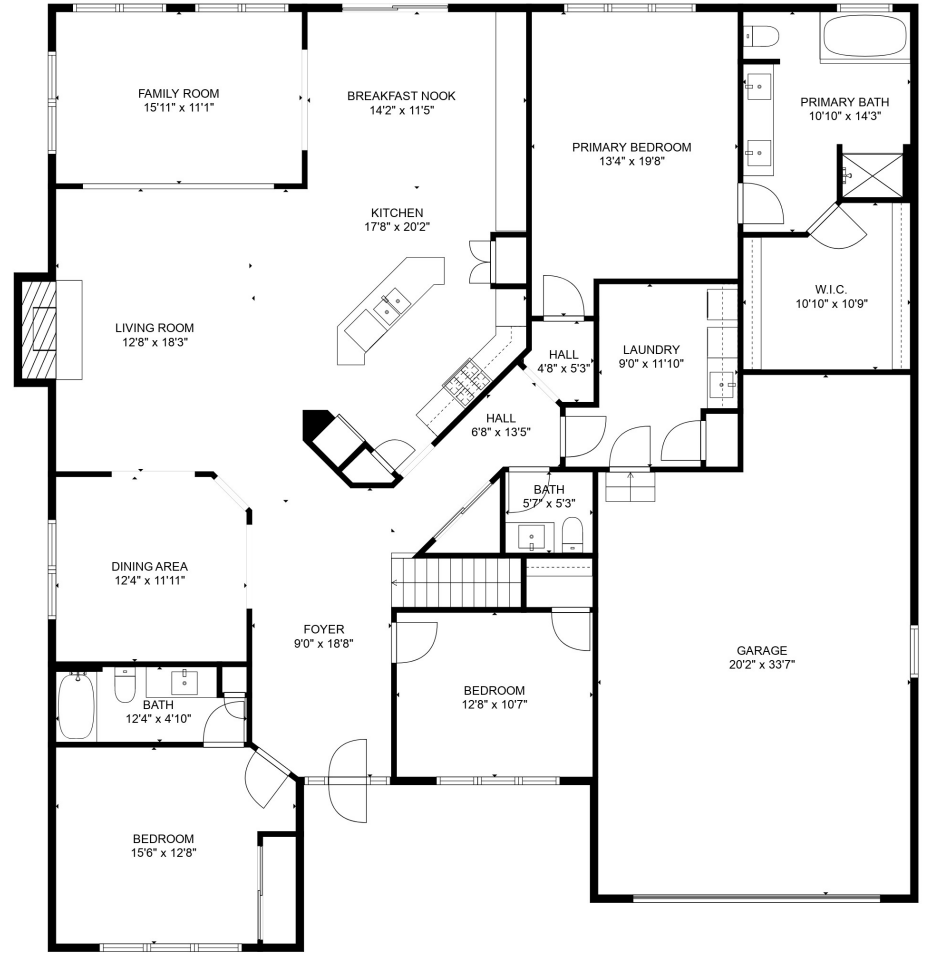 FAMILY ROOM
15'11" x 11'1"
BREAKFAST NOOK
14'2" x 11'5"
PRIMARY BEDROOM
13'4" x 19'8"
PRIMARY BATH
10'10" x 14'3"
KITCHEN
17'8" x 20'2"
W.I.C.
10'10" x 10'9"
LIVING ROOM
12'8" x 18'3"
HALL
4'8" x 5'3"
LAUNDRY
9'0" x 11'10"
HALL
6'8" x 13'5"
BATH
5'7" x 5'3"
DINING AREA
12'4" x 11'11"
FOYER
9'0" x 18'8"
GARAGE
20'2" x 33'7"
BEDROOM
12'8" x 10'7"
BATH
12'4" x 4'10"
BEDROOM
15'6" x 12'8"